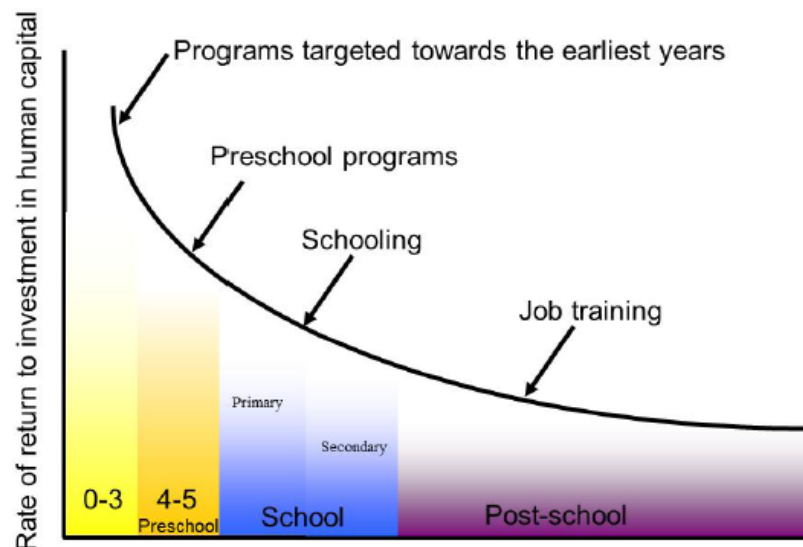 Programs targeted towards the earliest years
Preschool programs
Schooling
Job training
Rate of return to investment in human capital
Primary
Secondary
0-3
4-5
Preschool
School
Post-school